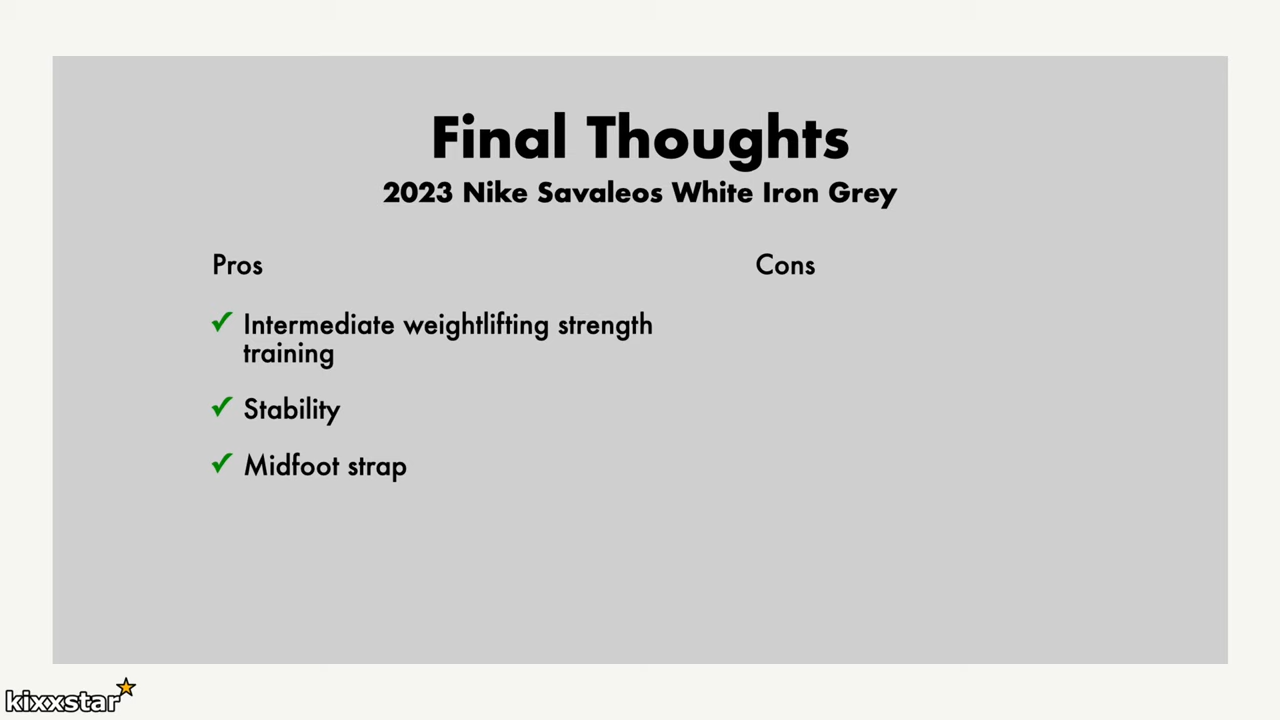 Final Thoughts
2023 Nike Savaleos White Iron Grey
Pros
Cons
Intermediate weightlifting strength
training
Stability
Midfoot strap
kixxstar